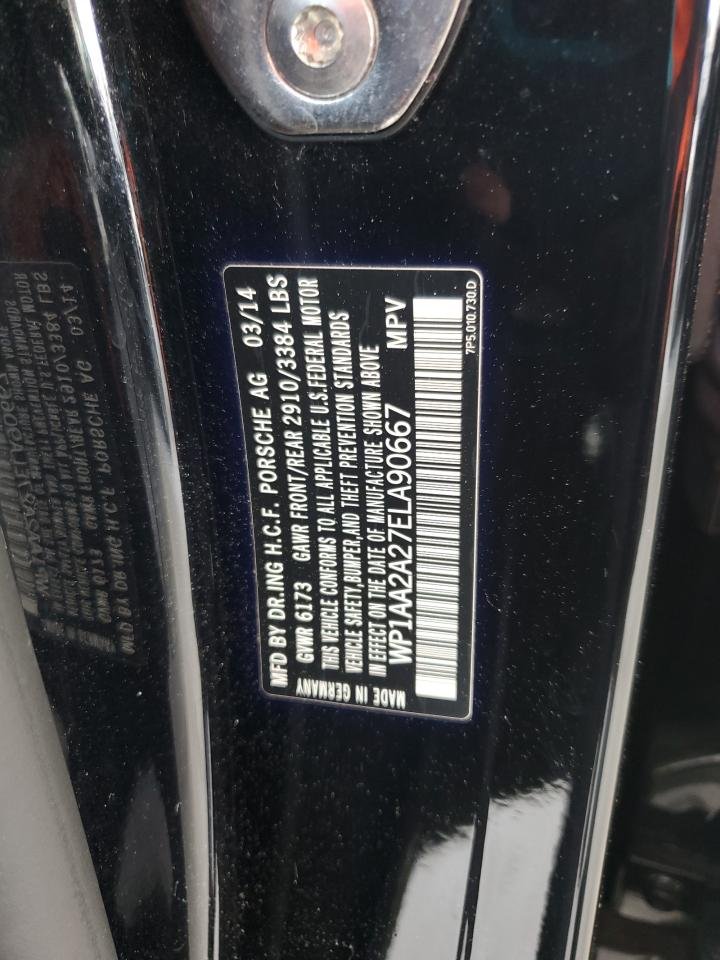 MFD BY DR.ING H.C.F. PORSCHE AG 03/14
GVWR 6173 GAWR FRONT/REAR 2910/3384 LBS
THIS VEHICLE CONFORMS TO ALL APPLICABLE U.S.FEDERAL MOTOR
VEHICLE SAFETY,BUMPER,AND THEFT PREVENTION STANDARDS
IN EFFECT ON THE DATE OF MANUFACTURE SHOWN ABOVE
WP1AA2A27ELA90667 MPV
MADE IN GERMANY
7P5.010.730.D